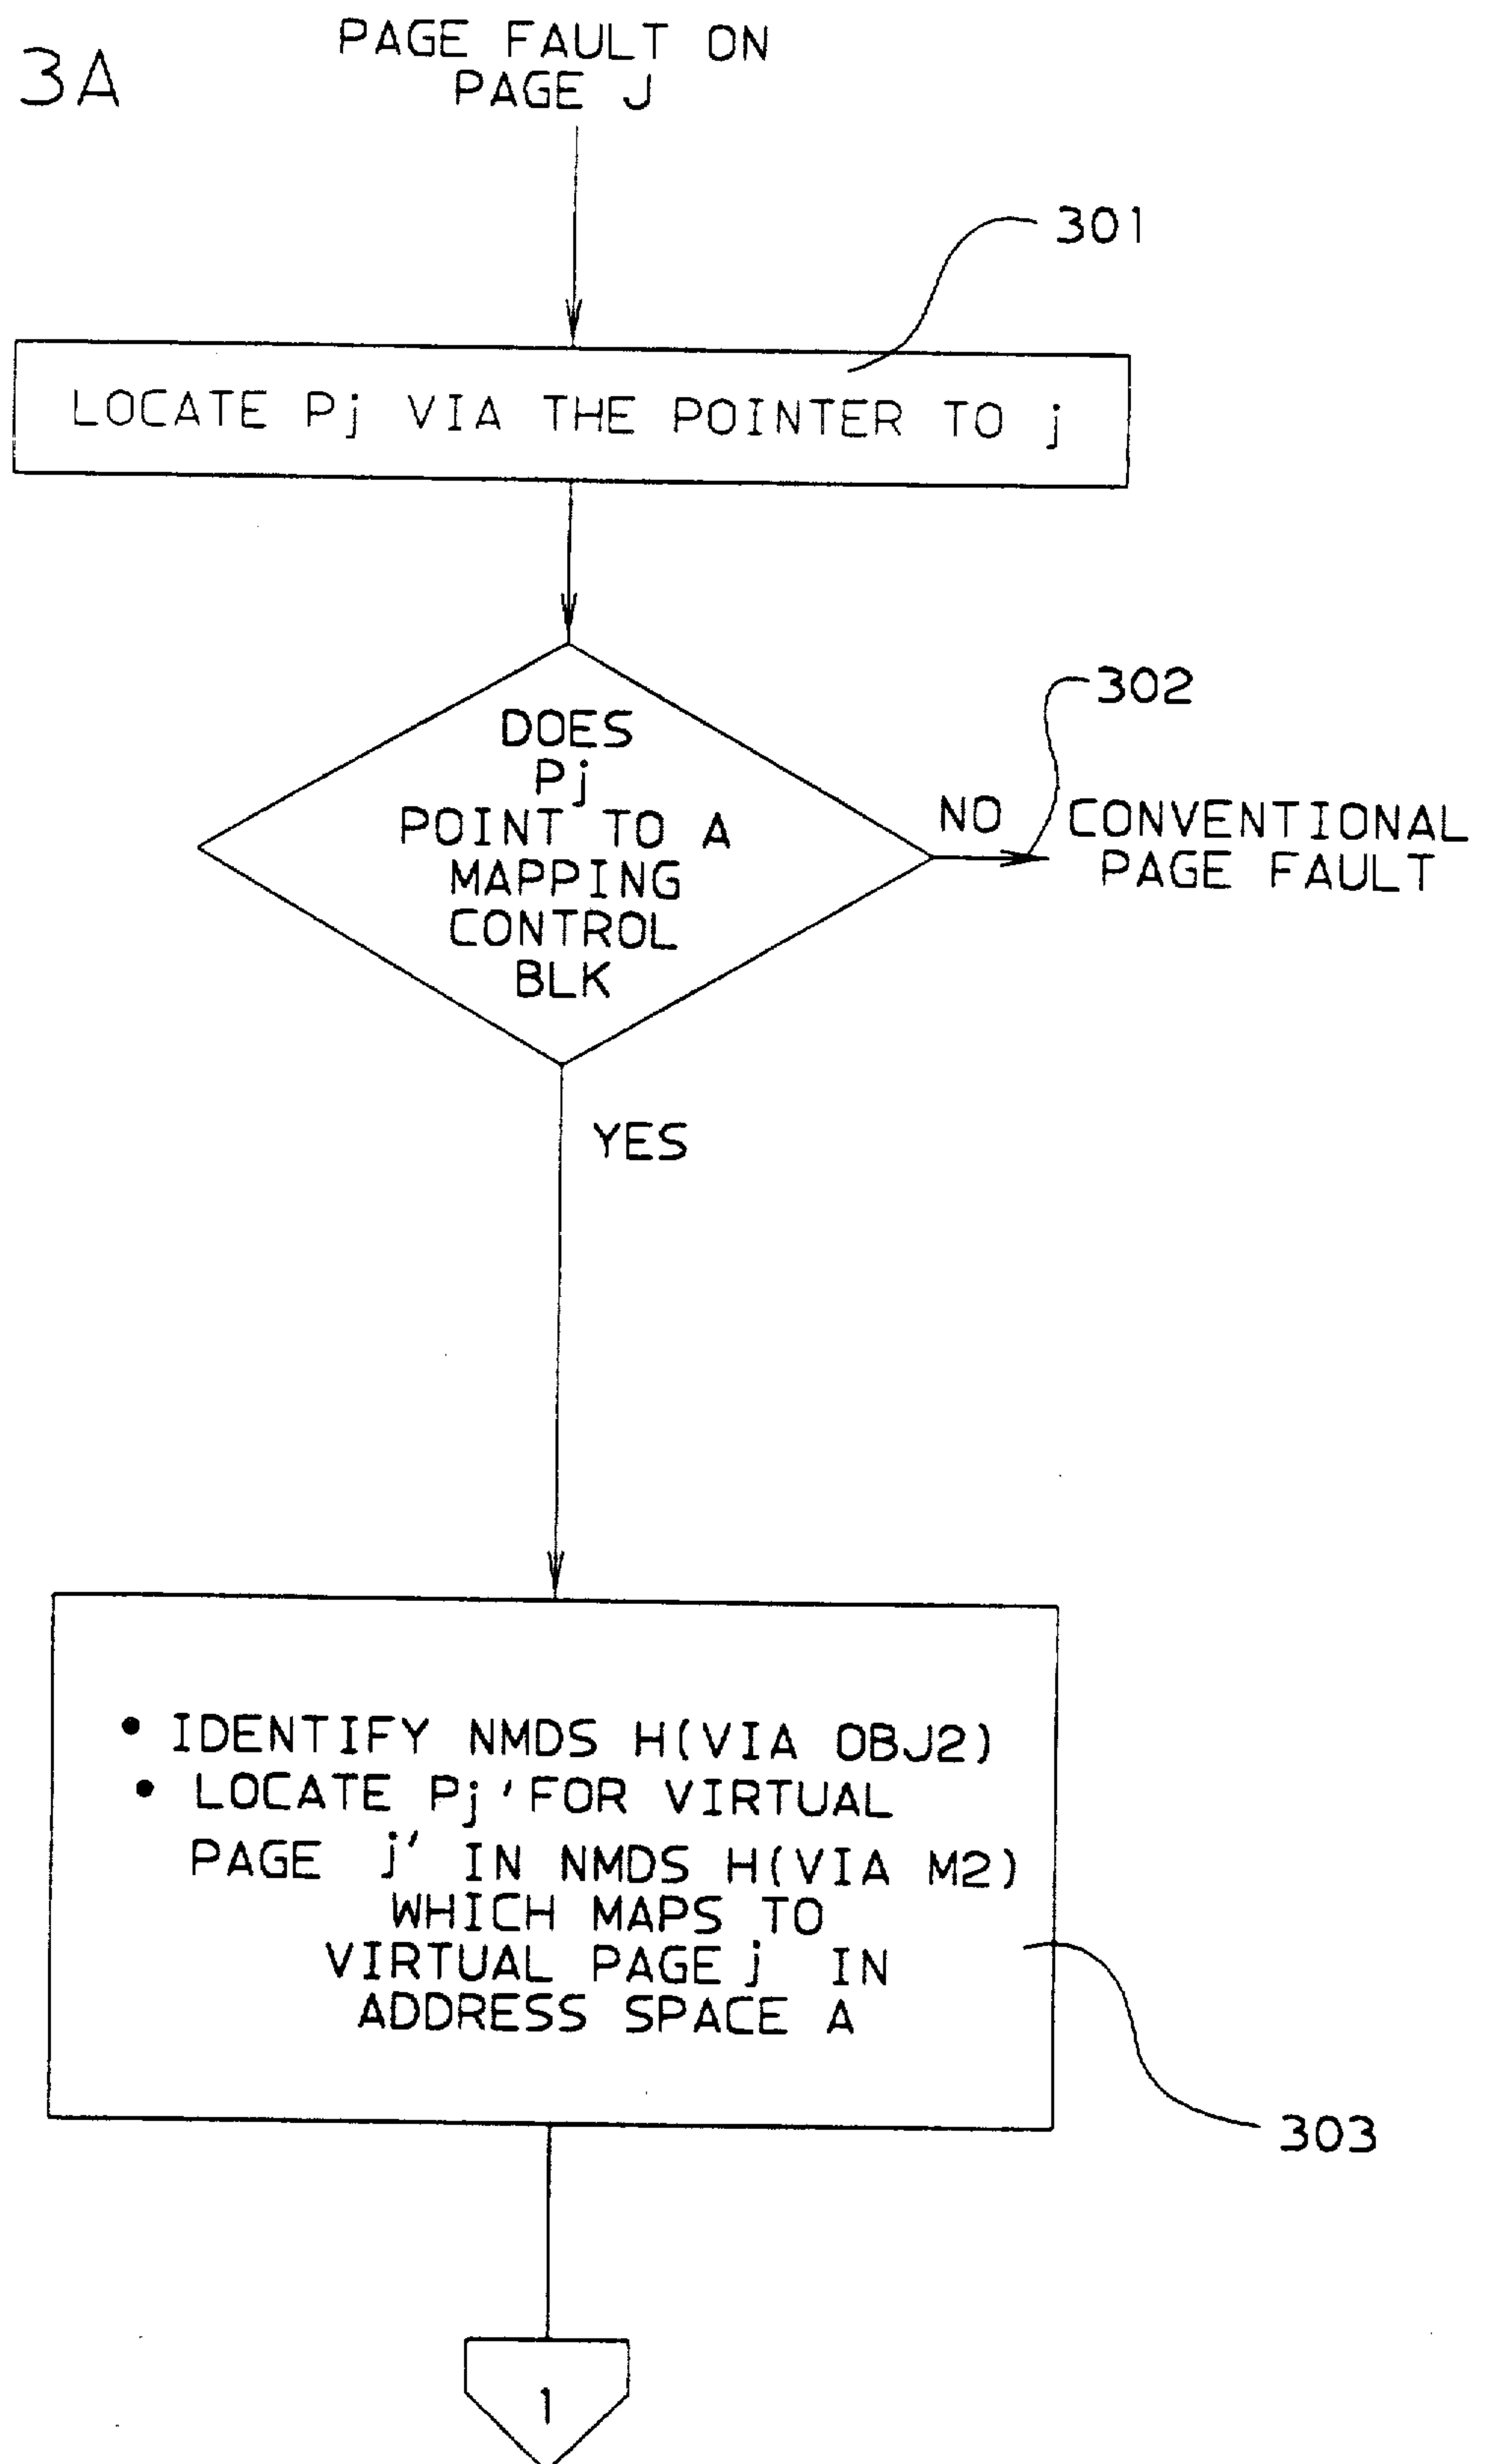 3A
PAGE FAULT ON
PAGE J
301
LOCATE Pj VIA THE POINTER TO j
302
DOES
Pj
POINT TO A
MAPPING
CONTROL
BLK
NO
CONVENTIONAL
PAGE FAULT
YES
• IDENTIFY NMDS H(VIA OBJ2)
• LOCATE Pj'FOR VIRTUAL
PAGE j' IN NMDS H(VIA M2)
WHICH MAPS TO
VIRTUAL PAGE j IN
ADDRESS SPACE A
303
1